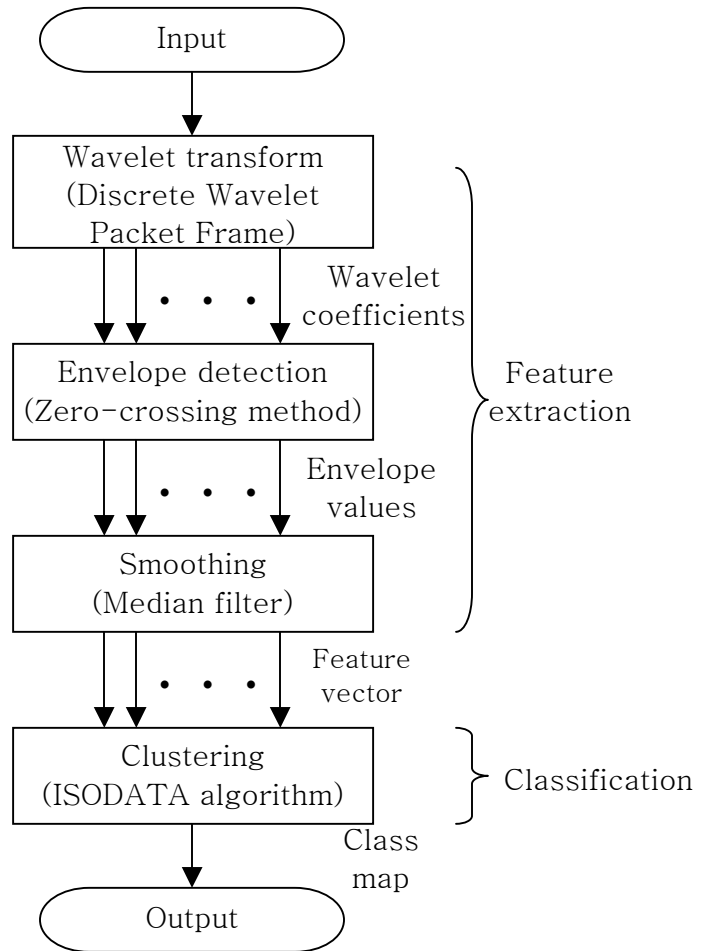 Input
Wavelet transform
(Discrete Wavelet
Packet Frame)
Wavelet
coefficients
Envelope detection
(Zero-crossing method)
Feature
extraction
Envelope
values
Smoothing
(Median filter)
Feature
vector
Clustering
(ISODATA algorithm)
Classification
Class
map
Output